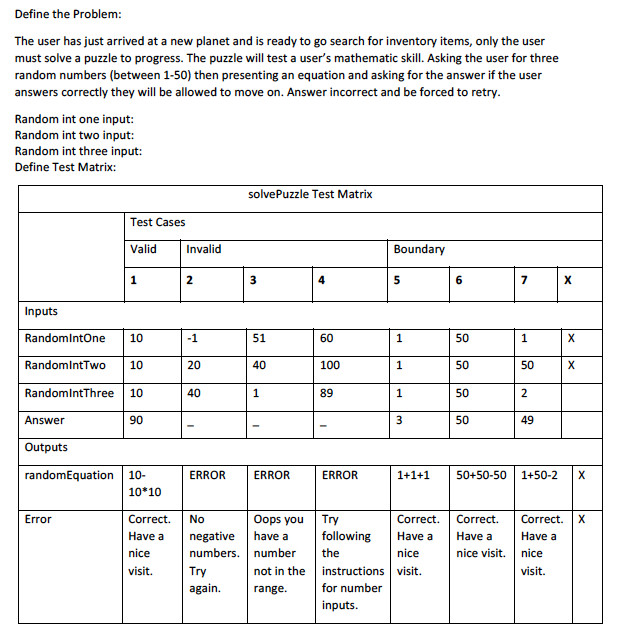 Define the Problem:
The user has just arrived at a new planet and is ready to go search for inventory items, only the user
must solve a puzzle to progress. The puzzle will test a user's mathematic skill. Asking the user for three
random numbers (between 1-50) then presenting an equation and asking for the answer if the user
answers correctly they will be allowed to move on. Answer incorrect and be forced to retry.
Random int one input:
Random int two input:
Random int three input:
Define Test Matrix:
solvePuzzle Test Matrix
Test Cases
Valid Invalid Boundary
1 2 3 4 5 6 7 X
Inputs
RandomIntOne 10 -1 51 60 1 50 1 X
RandomIntTwo 10 20 40 100 1 50 50 X
RandomIntThree 10 40 1 89 1 50 2
Answer 90 _ _ _ 3 50 49
Outputs
randomEquation 10- ERROR ERROR ERROR 1+1+1 50+50-50 1+50-2 X
10*10
Error Correct. No Oops you Try Correct. Correct. Correct. X
Have a negative have a following Have a Have a Have a
nice numbers. number the nice nice visit. nice
visit. Try not in the instructions visit. visit.
again. range. for number
inputs.